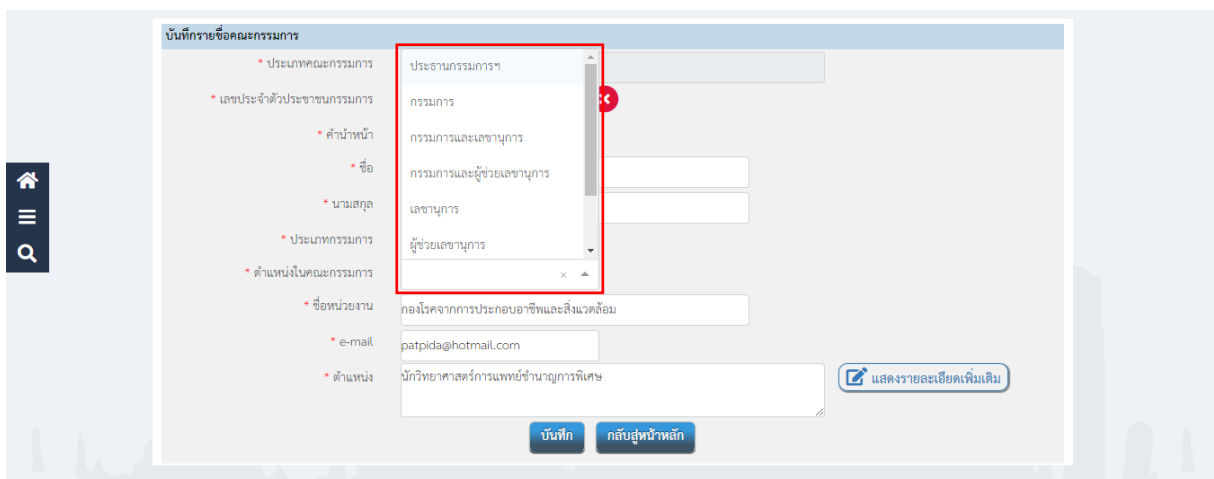 บันทึกรายชื่อคณะกรรมการ
* ประเภทคณะกรรมการ
ประธานกรรมการฯ
* เลขประจำตัวประชาชนกรรมการ
กรรมการ
* คำนำหน้า
กรรมการและเลขานุการ
* ชื่อ
กรรมการและผู้ช่วยเลขานุการ
* นามสกุล
เลขานุการ
* ประเภทกรรมการ
ผู้ช่วยเลขานุการ
* ตำแหน่งในคณะกรรมการ
* ชื่อหน่วยงาน
กองโรคจากการประกอบอาชีพและสิ่งแวดล้อม
* e-mail
patpida@hotmail.com
* ตำแหน่ง
นักวิทยาศาสตร์การแพทย์ชำนาญการพิเศษ
แสดงรายละเอียดเพิ่มเติม
บันทึก กลับสู่หน้าหลัก